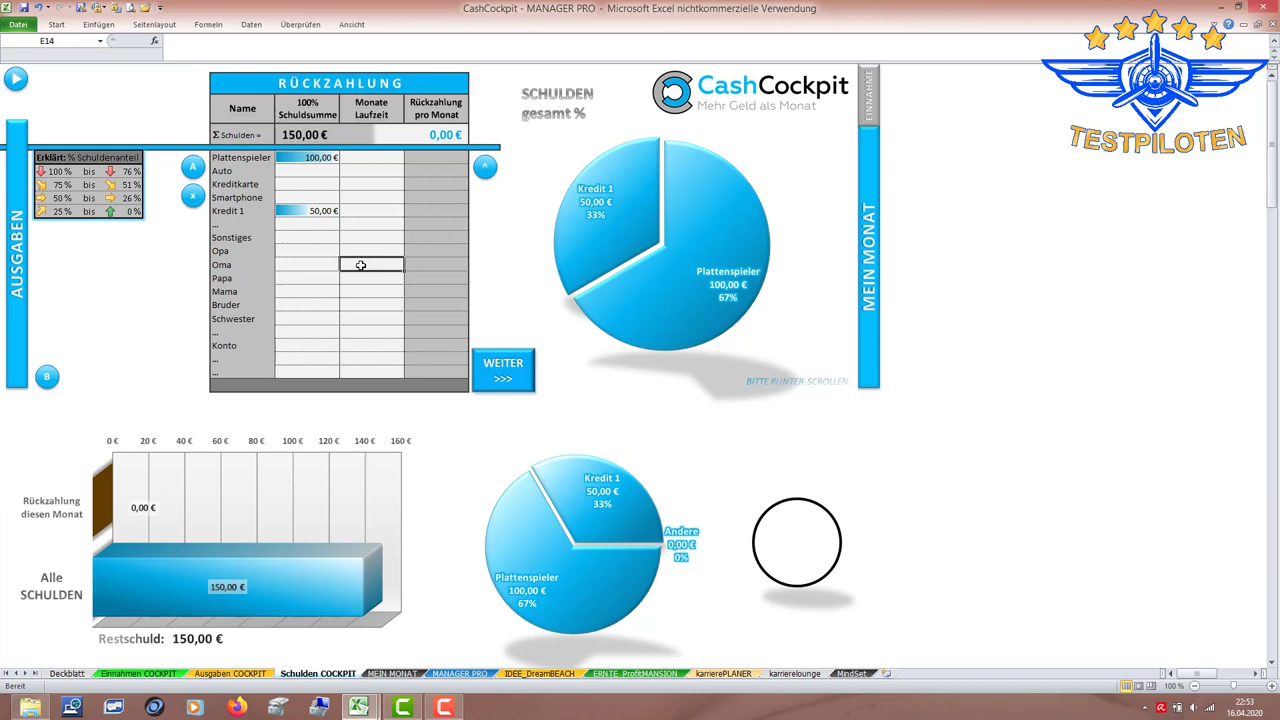 CashCockpit - MANAGER PRO - Microsoft Excel nichtkommerzielle Verwendung
Datei Start Einfügen Seitenlayout Formeln Daten Überprüfen Ansicht
E14 fx
RÜCKZAHLUNG
Name 100% Schuldsumme Monate Laufzeit Rückzahlung pro Monat
Σ Schulden = 150,00 € 0,00 €
Plattenspieler 100,00 €
Auto
Kreditkarte
Smartphone
Kredit 1 50,00 €
...
Sonstiges
Opa
Oma
Papa
Mama
Bruder
Schwester
...
Konto
...
...
AUSGABEN
Erklärt: % Schuldenanteil
100 % bis 76 %
75 % bis 51 %
50 % bis 26 %
25 % bis 0 %
A
x
B
^
WEITER
>>>
SCHULDEN
gesamt %
CashCockpit
Mehr Geld als Monat
Kredit 1
50,00 €
33%
Plattenspieler
100,00 €
67%
BITTE RUNTER-SCROLLEN.
EINNAHME
MEIN MONAT
TESTPILOTEN
0 € 20 € 40 € 60 € 80 € 100 € 120 € 140 € 160 €
Rückzahlung
diesen Monat
0,00 €
Alle
SCHULDEN
150,00 €
Restschuld: 150,00 €
Kredit 1
50,00 €
33%
Andere
0,00 €
0%
Plattenspieler
100,00 €
67%
Deckblatt Einnahmen COCKPIT Ausgaben COCKPIT Schulden COCKPIT MEIN MONAT MANAGER PRO IDEE_DreamBEACH ERNTE_ProfitMANSION karrierePLANER karrierelounge MindSet
Bereit 100 %
22:53
16.04.2020